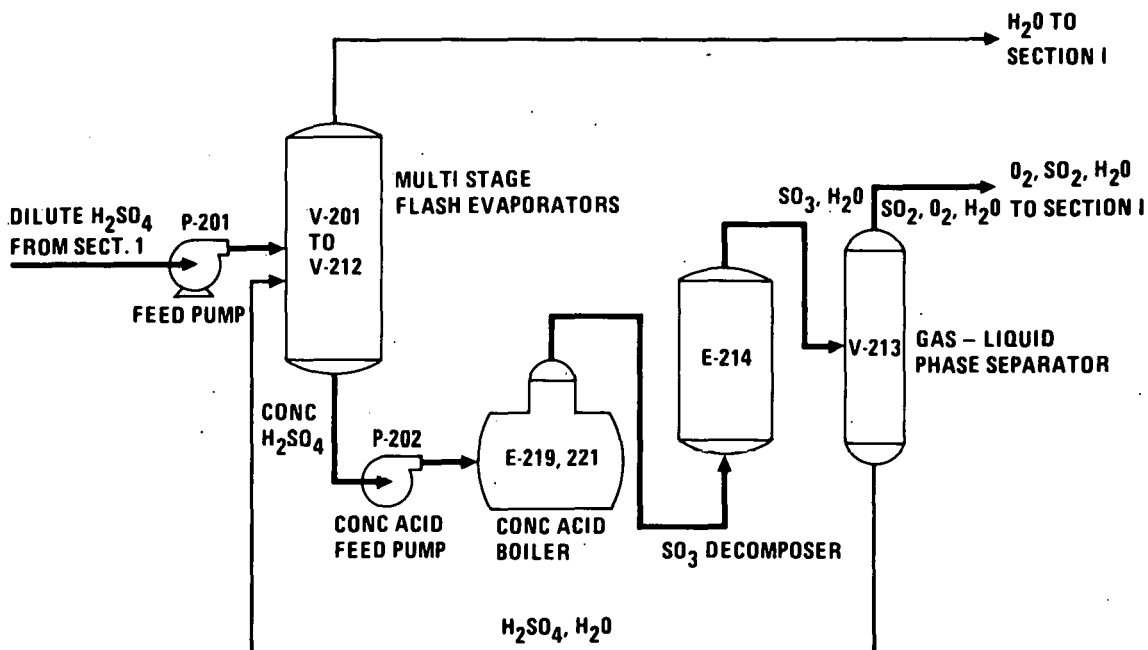 H₂O TO
SECTION I
MULTI STAGE
FLASH EVAPORATORS
V-201
TO
V-212
DILUTE H₂SO₄
FROM SECT. 1
P-201
FEED PUMP
O₂, SO₂, H₂O
SO₂, O₂, H₂O TO SECTION I
SO₃, H₂O
E-214
V-213
GAS – LIQUID
PHASE SEPARATOR
CONC
H₂SO₄
P-202
E-219, 221
CONC ACID
FEED PUMP
CONC ACID
BOILER
SO₃ DECOMPOSER
H₂SO₄, H₂O